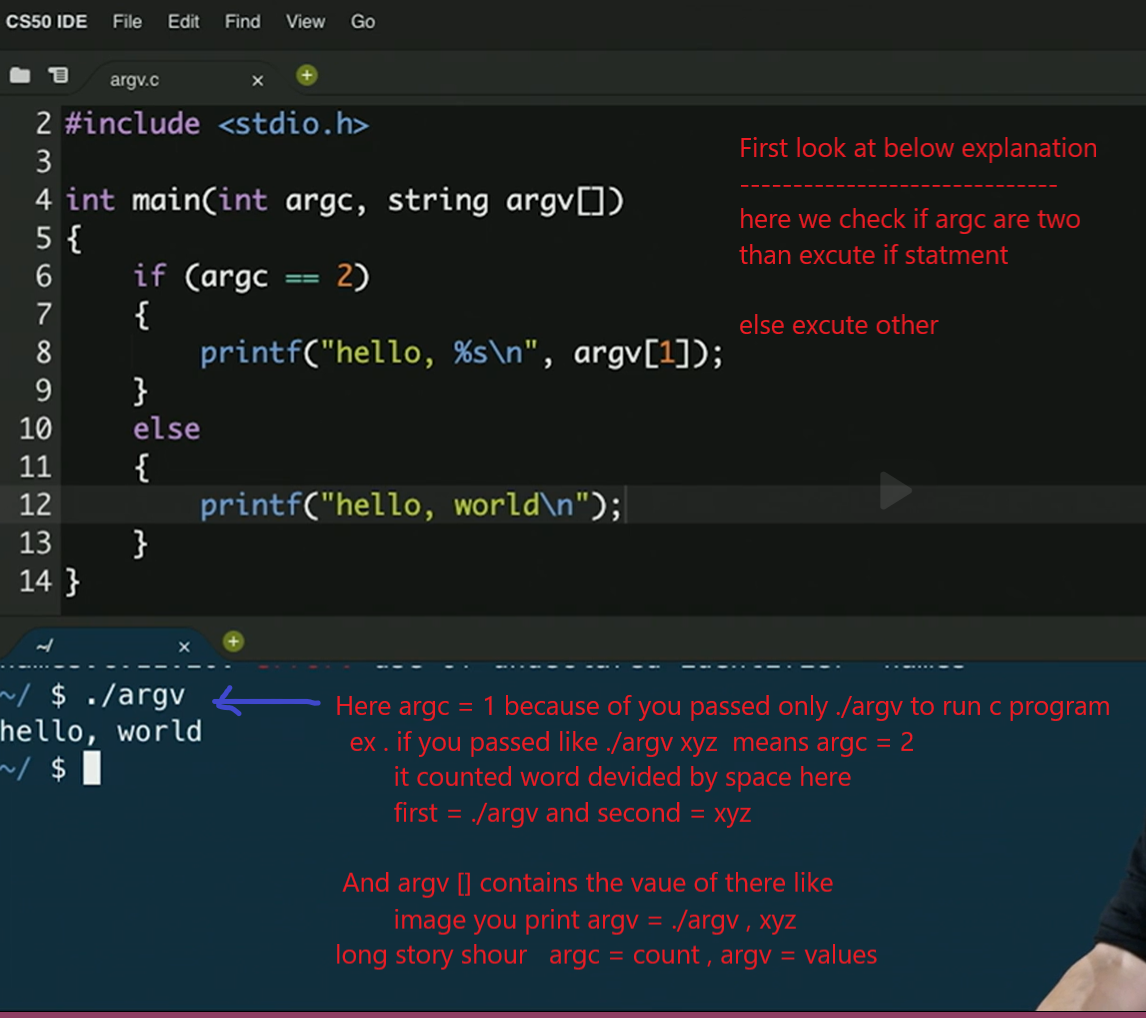 CS50 IDE File Edit Find View Go
argv.c
2 #include <stdio.h>
3
4 int main(int argc, string argv[])
5 {
6 if (argc == 2)
7 {
8 printf("hello, %s\n", argv[1]);
9 }
10 else
11 {
12 printf("hello, world\n");
13 }
14 }
First look at below explanation
------------------------------
here we check if argc are two
than excute if statment
else excute other
~/
~/ $ ./argv
hello, world
~/ $
Here argc = 1 because of you passed only ./argv to run c program
ex . if you passed like ./argv xyz means argc = 2
it counted word devided by space here
first = ./argv and second = xyz
And argv [] contains the vaue of there like
image you print argv = ./argv , xyz
long story shour argc = count , argv = values